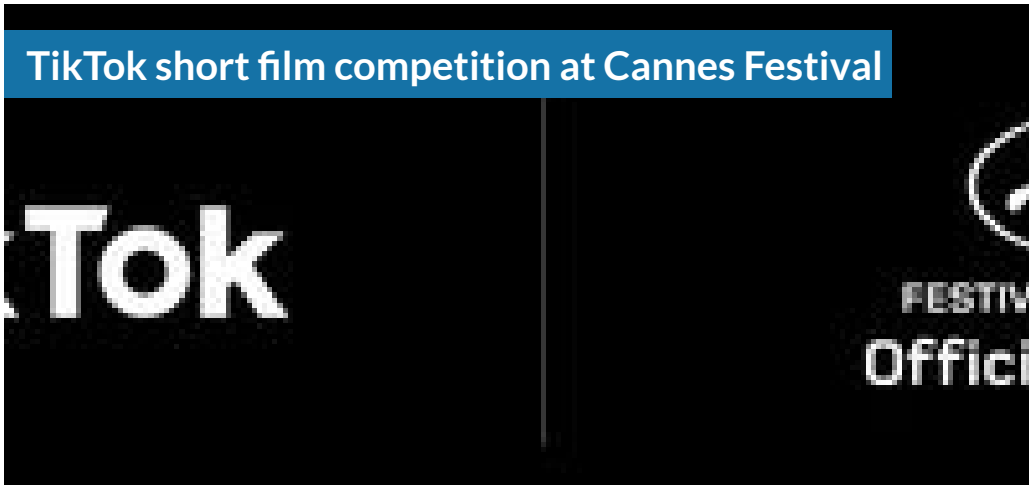 TikTok short film competition at Cannes Festival
kTok
FESTIV
Offici